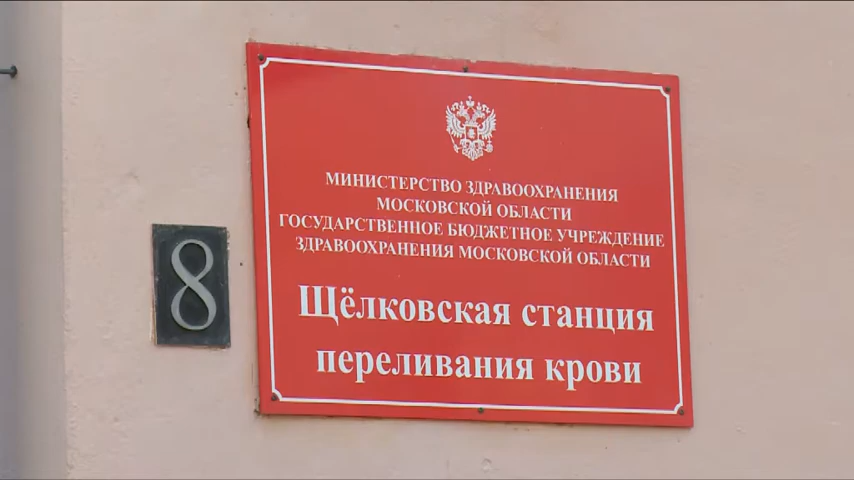 8
МИНИСТЕРСТВО ЗДРАВООХРАНЕНИЯ
МОСКОВСКОЙ ОБЛАСТИ
ГОСУДАРСТВЕННОЕ БЮДЖЕТНОЕ УЧРЕЖДЕНИЕ
ЗДРАВООХРАНЕНИЯ МОСКОВСКОЙ ОБЛАСТИ
Щёлковская станция
переливания крови